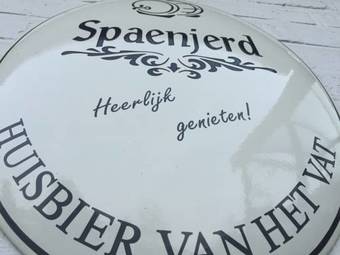 Spaenjerd
Heerlijk
genieten!
HUISBIER VAN HET VAT